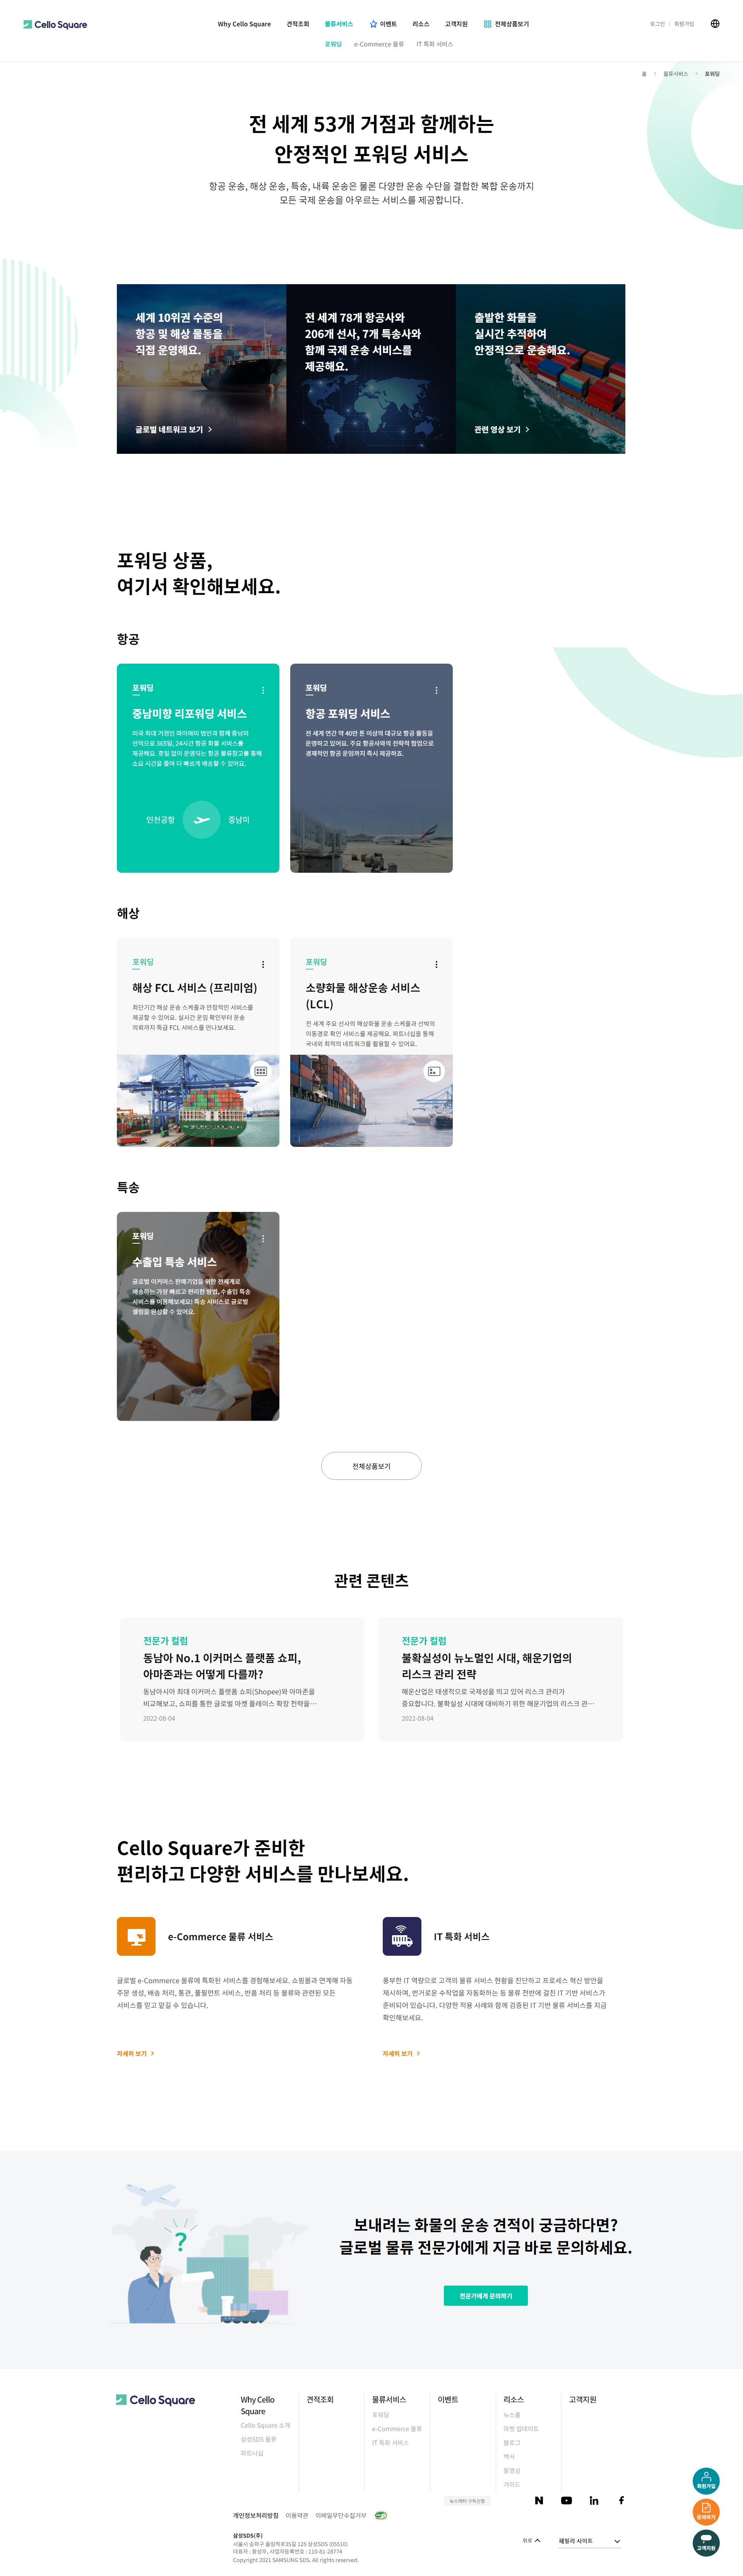 Cello Square
Why Cello Square
견적조회
물류서비스
이벤트
리소스
고객지원
전체상품보기
로그인
회원가입
포워딩
e-Commerce 물류
IT 특화 서비스
홈 > 물류서비스 > 포워딩
전 세계 53개 거점과 함께하는
안정적인 포워딩 서비스
항공 운송, 해상 운송, 특송, 내륙 운송은 물론 다양한 운송 수단을 결합한 복합 운송까지
모든 국제 운송을 아우르는 서비스를 제공합니다.
세계 10위권 수준의
항공 및 해상 물동을
직접 운영해요.
글로벌 네트워크 보기 >
전 세계 78개 항공사와
206개 선사, 7개 특송사와
함께 국제 운송 서비스를
제공해요.
출발한 화물을
실시간 추적하여
안정적으로 운송해요.
관련 영상 보기 >
포워딩 상품,
여기서 확인해보세요.
항공
포워딩
중남미향 리포워딩 서비스
미국 최대 거점인 마이애미 법인과 함께 중남미
전역으로 365일, 24시간 항공 화물 서비스를
제공해요. 휴일 없이 운영되는 항공 물류창고를 통해
소요 시간을 줄여 더 빠르게 배송할 수 있어요.
인천공항
중남미
포워딩
항공 포워딩 서비스
전 세계 연간 약 40만 톤 이상의 대규모 항공 물동을
운영하고 있어요. 주요 항공사와의 전략적 협업으로
경제적인 항공 운임까지 즉시 제공하죠.
해상
포워딩
해상 FCL 서비스 (프리미엄)
최단기간 해상 운송 스케줄과 안정적인 서비스를
제공할 수 있어요. 실시간 운임 확인부터 운송
의뢰까지 특급 FCL 서비스를 만나보세요.
포워딩
소량화물 해상운송 서비스
(LCL)
전 세계 주요 선사의 해상화물 운송 스케줄과 선박의
이동경로 확인 서비스를 제공해요. 파트너십을 통해
국내외 최적의 네트워크를 활용할 수 있어요.
특송
포워딩
수출입 특송 서비스
글로벌 이커머스 판매기업을 위한 전세계로
배송하는 가장 빠르고 편리한 방법, 수출입 특송
서비스를 이용해보세요! 특송 서비스로 글로벌
셀링을 완성할 수 있어요.
전체상품보기
관련 콘텐츠
전문가 컬럼
동남아 No.1 이커머스 플랫폼 쇼피,
아마존과는 어떻게 다를까?
동남아시아 최대 이커머스 플랫폼 쇼피(Shopee)와 아마존을
비교해보고, 쇼피를 통한 글로벌 마켓 플레이스 확장 전략을…
2022-08-04
전문가 컬럼
불확실성이 뉴노멀인 시대, 해운기업의
리스크 관리 전략
해운산업은 태생적으로 국제성을 띄고 있어 리스크 관리가
중요합니다. 불확실성 시대에 대비하기 위한 해운기업의 리스크 관…
2022-08-04
Cello Square가 준비한
편리하고 다양한 서비스를 만나보세요.
e-Commerce 물류 서비스
글로벌 e-Commerce 물류에 특화된 서비스를 경험해보세요. 쇼핑몰과 연계해 자동
주문 생성, 배송 처리, 통관, 풀필먼트 서비스, 반품 처리 등 물류와 관련된 모든
서비스를 믿고 맡길 수 있습니다.
자세히 보기 >
IT 특화 서비스
풍부한 IT 역량으로 고객의 물류 서비스 현황을 진단하고 프로세스 혁신 방안을
제시하며, 번거로운 수작업을 자동화하는 등 물류 전반에 걸친 IT 기반 서비스가
준비되어 있습니다. 다양한 적용 사례와 함께 검증된 IT 기반 물류 서비스를 지금
확인해보세요.
자세히 보기 >
?
보내려는 화물의 운송 견적이 궁금하다면?
글로벌 물류 전문가에게 지금 바로 문의하세요.
전문가에게 문의하기
Cello Square
Why Cello
Square
Cello Square 소개
삼성SDS 물류
파트너십
견적조회
물류서비스
포워딩
e-Commerce 물류
IT 특화 서비스
이벤트
리소스
뉴스룸
마켓 업데이트
블로그
백서
동영상
가이드
고객지원
회원가입
문의하기
고객지원
뉴스레터 구독신청
개인정보처리방침
이용약관
이메일무단수집거부
삼성SDS(주)
서울시 송파구 올림픽로35길 125 삼성SDS (05510)
대표자 : 황성우, 사업자등록번호 : 110-81-28774
Copyright 2021 SAMSUNG SDS. All rights reserved.
위로
패밀리 사이트